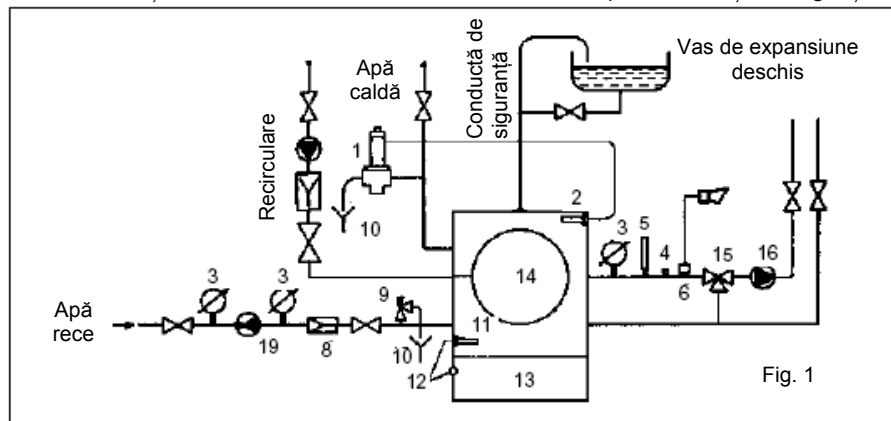 Vas de expansiune
deschis
Conductă de
siguranță
Apă
caldă
Recirculare
1
2
10
3
5
4
15
16
6
14
3
3
9
11
Apă
rece
19
8
10
12
13
Fig. 1